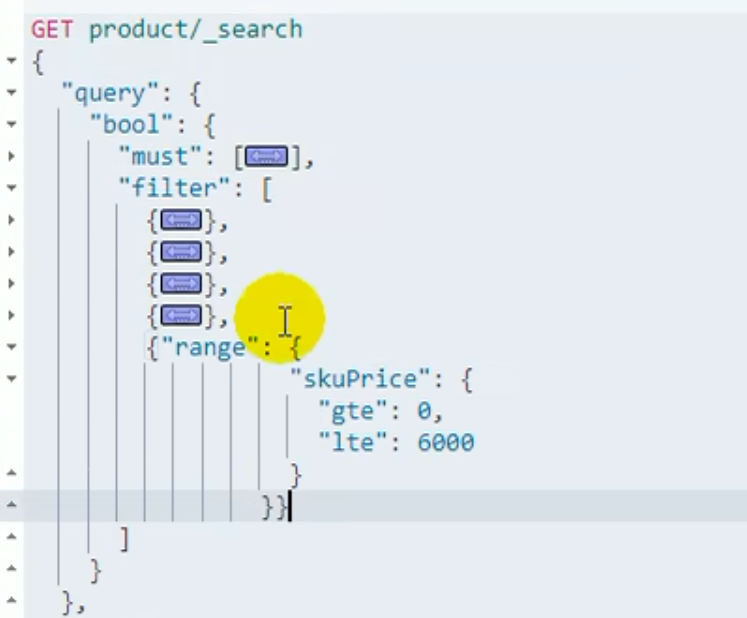 GET product/_search
{
"query": {
"bool": {
"must": [],
"filter": [
{},
{},
{},
{},
{"range": {
"skuPrice": {
"gte": 0,
"lte": 6000
}
}}
]
}
},